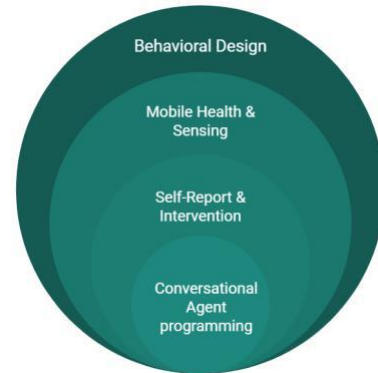 Behavioral Design
Mobile Health &
Sensing
Self-Report &
Intervention
Conversational
Agent
programming